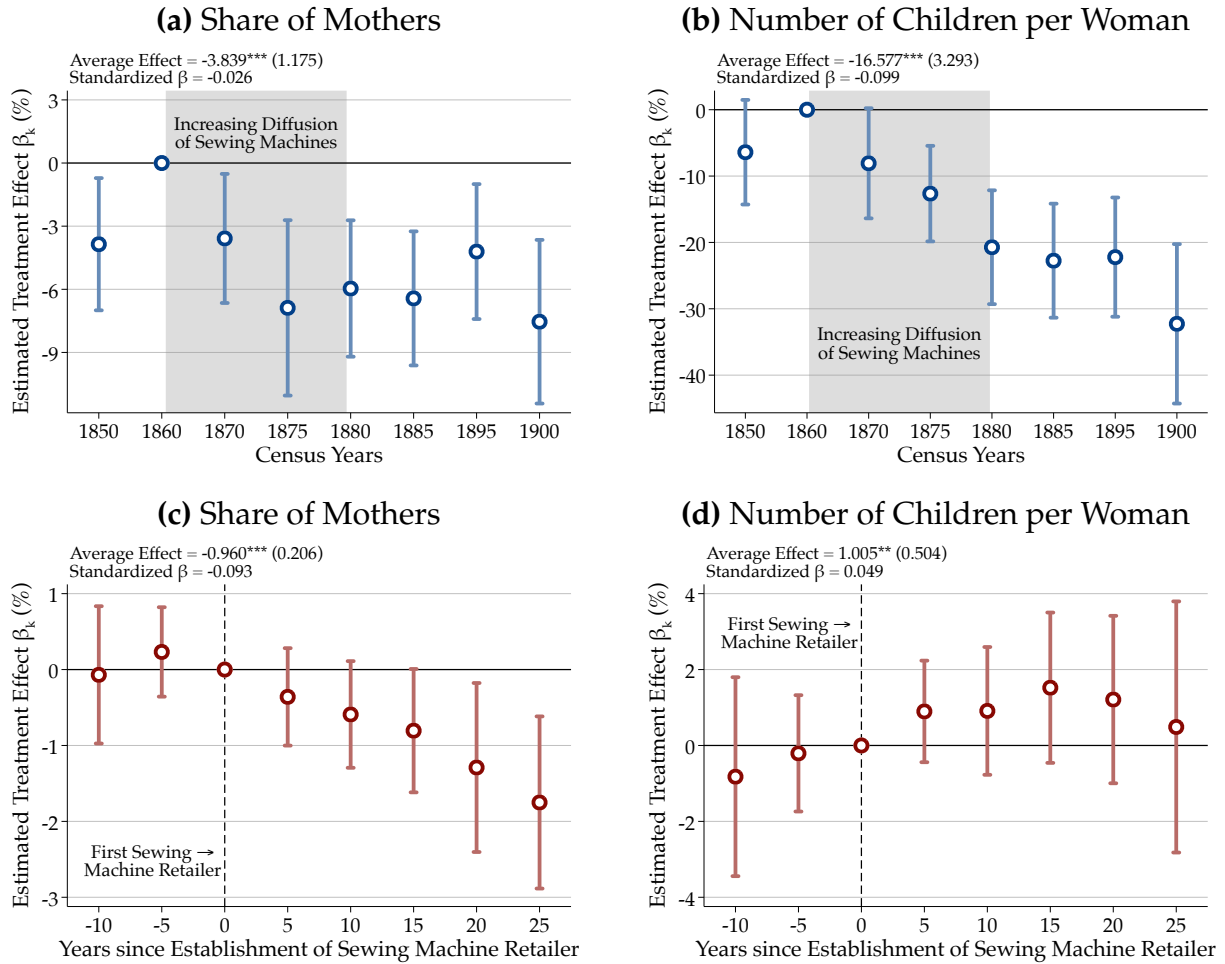 (a) Share of Mothers
Average Effect = -3.839*** (1.175)
Standardized β = -0.026
Estimated Treatment Effect βk (%)
3
0
-3
-6
-9
Increasing Diffusion
of Sewing Machines
1850 1860 1870 1875 1880 1885 1895 1900
Census Years
(b) Number of Children per Woman
Average Effect = -16.577*** (3.293)
Standardized β = -0.099
Estimated Treatment Effect βk (%)
0
-10
-20
-30
-40
Increasing Diffusion
of Sewing Machines
1850 1860 1870 1875 1880 1885 1895 1900
Census Years
(c) Share of Mothers
Average Effect = -0.960*** (0.206)
Standardized β = -0.093
Estimated Treatment Effect βk (%)
1
0
-1
-2
-3
First Sewing →
Machine Retailer
-10 -5 0 5 10 15 20 25
Years since Establishment of Sewing Machine Retailer
(d) Number of Children per Woman
Average Effect = 1.005** (0.504)
Standardized β = 0.049
Estimated Treatment Effect βk (%)
4
2
0
-2
-4
First Sewing →
Machine Retailer
-10 -5 0 5 10 15 20 25
Years since Establishment of Sewing Machine Retailer